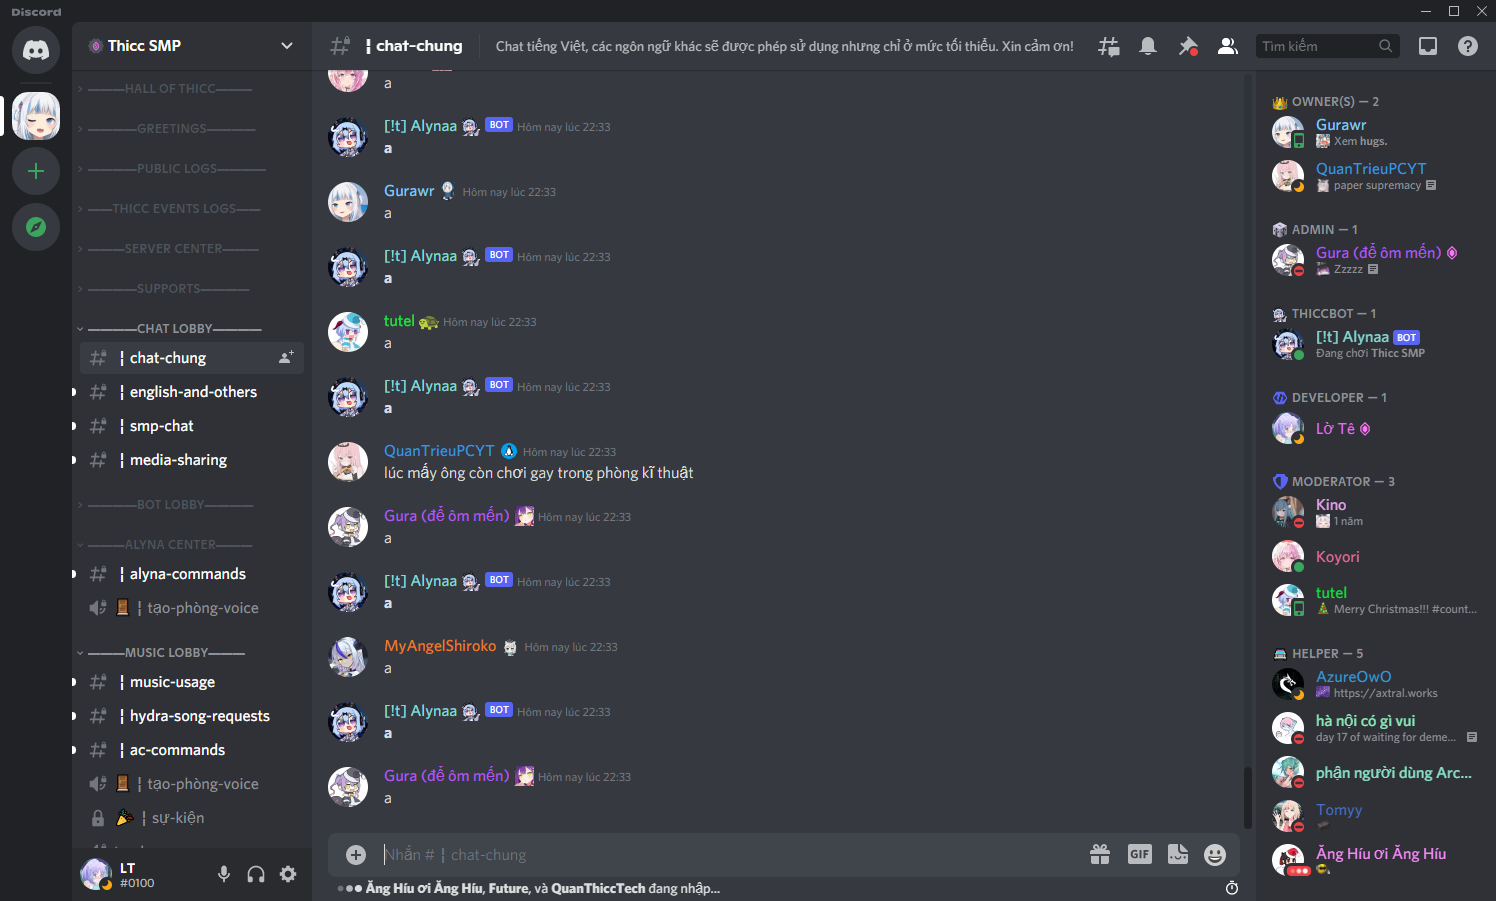 Discord
Thicc SMP
———HALL OF THICC———
———GREETINGS————
————PUBLIC LOGS————
——THICC EVENTS LOGS——
———SERVER CENTER———
————SUPPORTS————
————CHAT LOBBY————
¦ chat-chung
¦ english-and-others
¦ smp-chat
¦ media-sharing
————BOT LOBBY————
———ALYNA CENTER———
¦ alyna-commands
¦ tạo-phòng-voice
———MUSIC LOBBY———
¦ music-usage
¦ hydra-song-requests
¦ ac-commands
¦ tạo-phòng-voice
¦ sự-kiện
LT
#0100
¦ chat-chung
Chat tiếng Việt, các ngôn ngữ khác sẽ được phép sử dụng nhưng chỉ ở mức tối thiểu. Xin cảm ơn!
Tìm kiếm
a
[!t] Alynaa BOT Hôm nay lúc 22:33
a
Gurawr Hôm nay lúc 22:33
a
[!t] Alynaa BOT Hôm nay lúc 22:33
a
tutel Hôm nay lúc 22:33
a
[!t] Alynaa BOT Hôm nay lúc 22:33
a
QuanTrieuPCYT Hôm nay lúc 22:33
lúc mấy ông còn chơi gay trong phòng kĩ thuật
Gura (để ôm mến) Hôm nay lúc 22:33
a
[!t] Alynaa BOT Hôm nay lúc 22:33
a
MyAngelShiroko Hôm nay lúc 22:33
a
[!t] Alynaa BOT Hôm nay lúc 22:33
a
Gura (để ôm mến) Hôm nay lúc 22:33
a
Nhắn # ¦ chat-chung
GIF
Ăng Híu ơi Ăng Híu, Future, và QuanThiccTech đang nhập...
OWNER(S) — 2
Gurawr
Xem hugs.
QuanTrieuPCYT
paper supremacy
ADMIN — 1
Gura (để ôm mến)
Zzzzz
THICCBOT — 1
[!t] Alynaa BOT
Đang chơi Thicc SMP
DEVELOPER — 1
Lờ Tê
MODERATOR — 3
Kino
1 năm
Koyori
tutel
Merry Christmas!!! #count...
HELPER — 5
AzureOwO
https://axtral.works
hà nội có gì vui
day 17 of waiting for deme...
phận người dùng Arc...
Tomyy
Ăng Híu ơi Ăng Híu